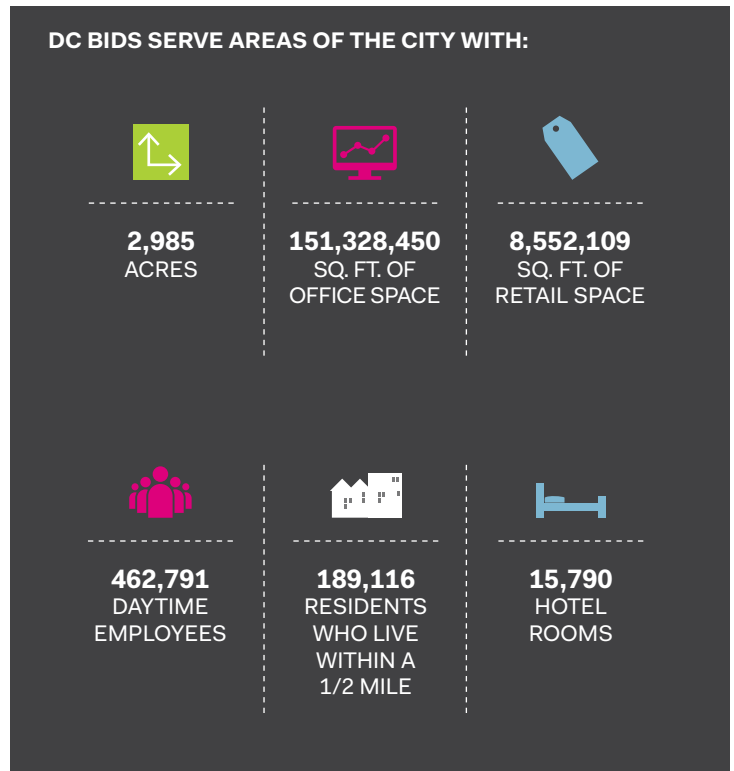 DC BIDS SERVE AREAS OF THE CITY WITH:
2,985
ACRES
151,328,450
SQ. FT. OF
OFFICE SPACE
8,552,109
SQ. FT. OF
RETAIL SPACE
462,791
DAYTIME
EMPLOYEES
189,116
RESIDENTS
WHO LIVE
WITHIN A
1/2 MILE
15,790
HOTEL
ROOMS